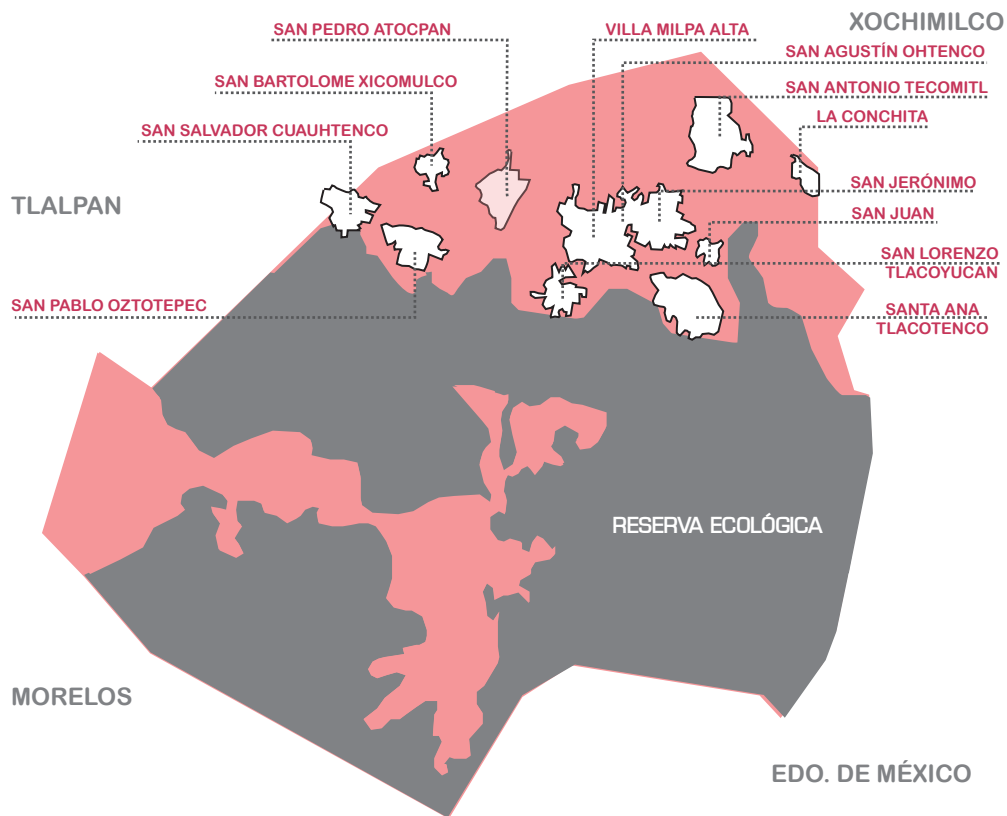 XOCHIMILCO
SAN PEDRO ATOCPAN
VILLA MILPA ALTA
SAN AGUSTÍN OHTENCO
SAN BARTOLOME XICOMULCO
SAN ANTONIO TECOMITL
LA CONCHITA
SAN SALVADOR CUAUHTENCO
SAN JERÓNIMO
TLALPAN
SAN JUAN
SAN LORENZO
TLACOYUCAN
SAN PABLO OZTOTEPEC
SANTA ANA
TLACOTENCO
RESERVA ECOLÓGICA
MORELOS
EDO. DE MÉXICO